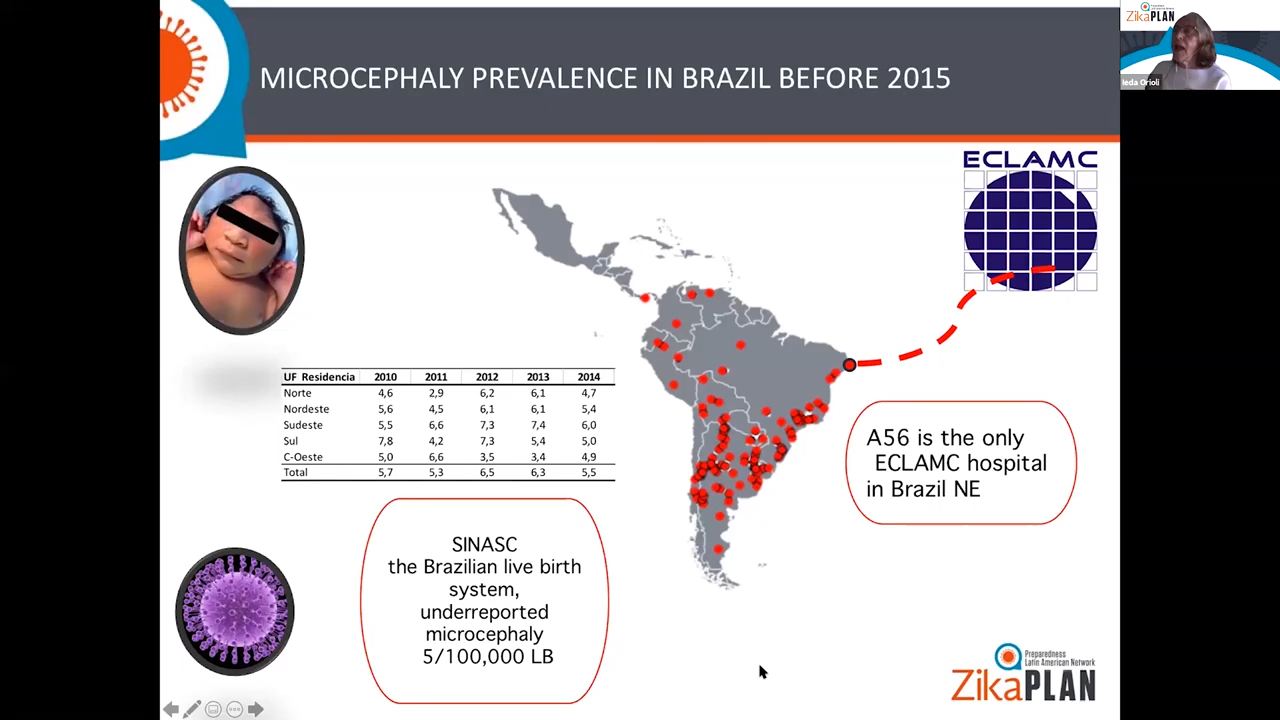 MICROCEPHALY PREVALENCE IN BRAZIL BEFORE 2015
ZikaPLAN
Ieda Orioli
ECLAMC
UF Residencia 2010 2011 2012 2013 2014
Norte 4,6 2,9 6,2 6,1 4,7
Nordeste 5,6 4,5 6,1 6,1 5,4
Sudeste 5,5 6,6 7,3 7,4 6,0
Sul 7,8 4,2 7,3 5,4 5,0
C-Oeste 5,0 6,6 3,5 3,4 4,9
Total 5,7 5,3 6,5 6,3 5,5
A56 is the only
ECLAMC hospital
in Brazil NE
SINASC
the Brazilian live birth
system,
underreported
microcephaly
5/100,000 LB
Preparedness
Latin American Network
ZikaPLAN